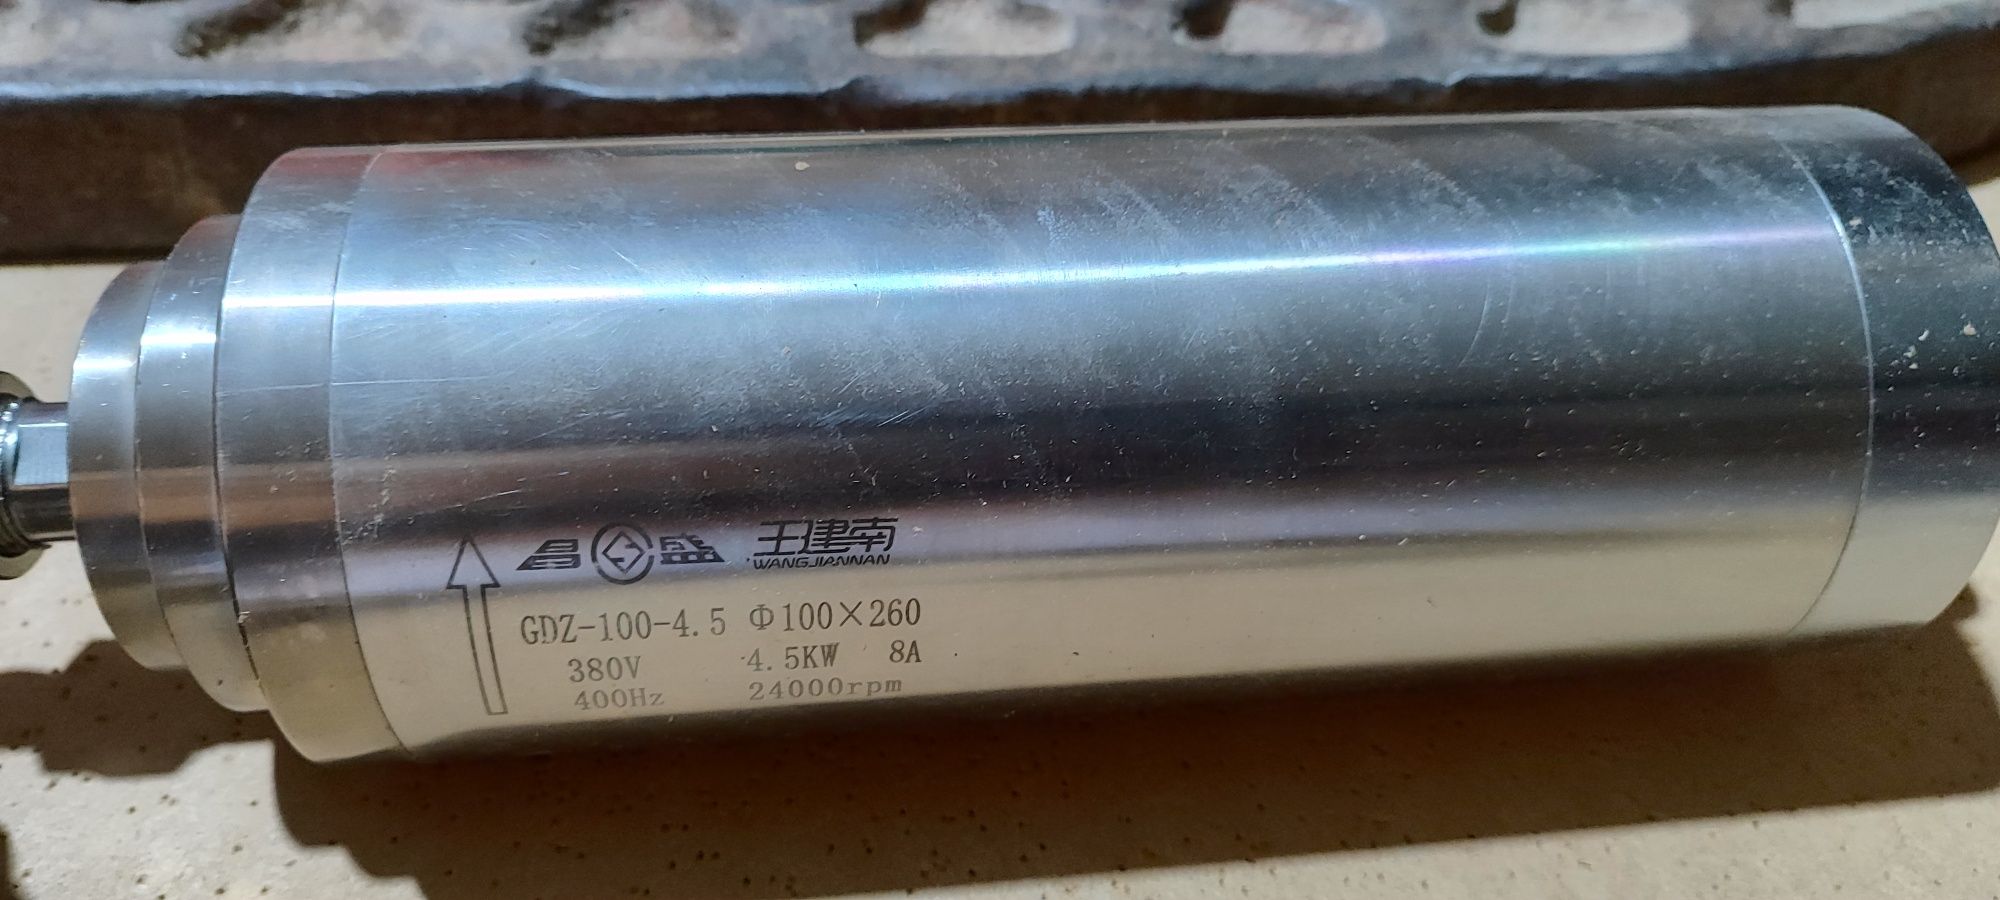 昌盛 王建南
WANGJIANNAN
GDZ-100-4.5 Φ100×260
380V 4.5KW 8A
400Hz 24000rpm